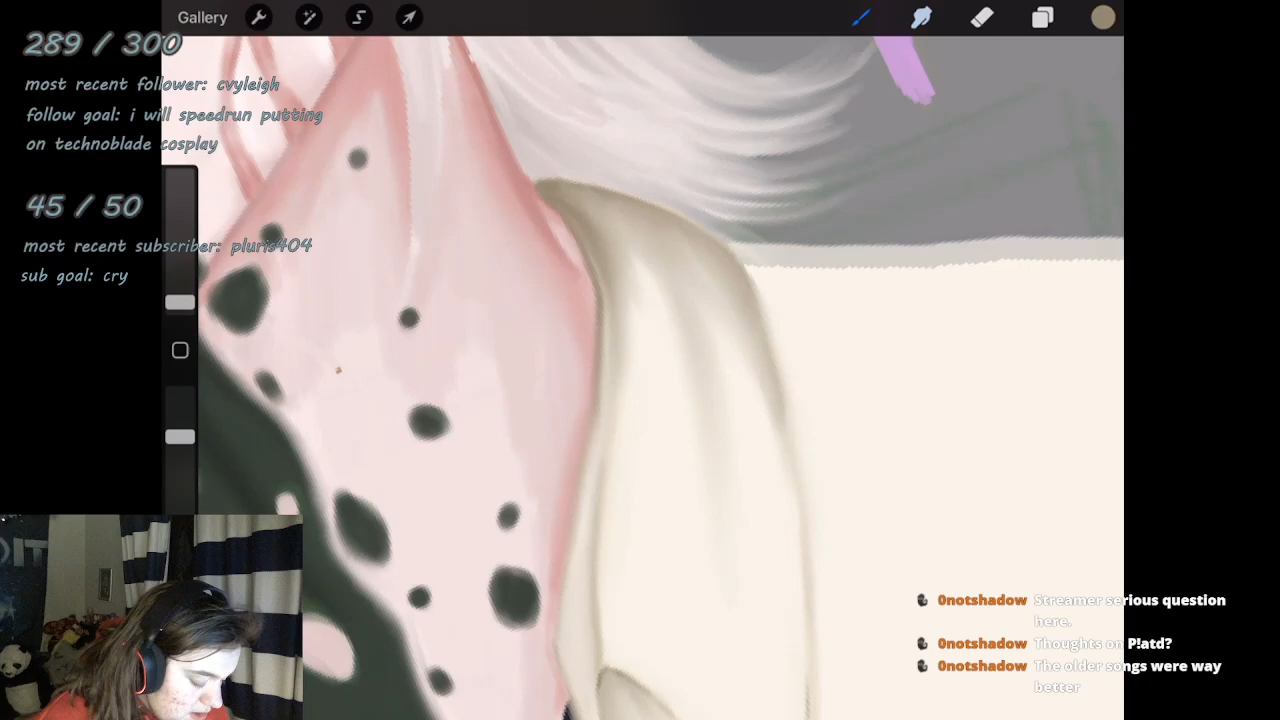 Gallery
289 / 300
most recent follower: cvyleigh
follow goal: i will speedrun putting
on technoblade cosplay
45 / 50
most recent subscriber: pluris404
sub goal: cry
0notshadow Streamer serious question
here.
0notshadow Thoughts on P!atd?
0notshadow The older songs were way
better